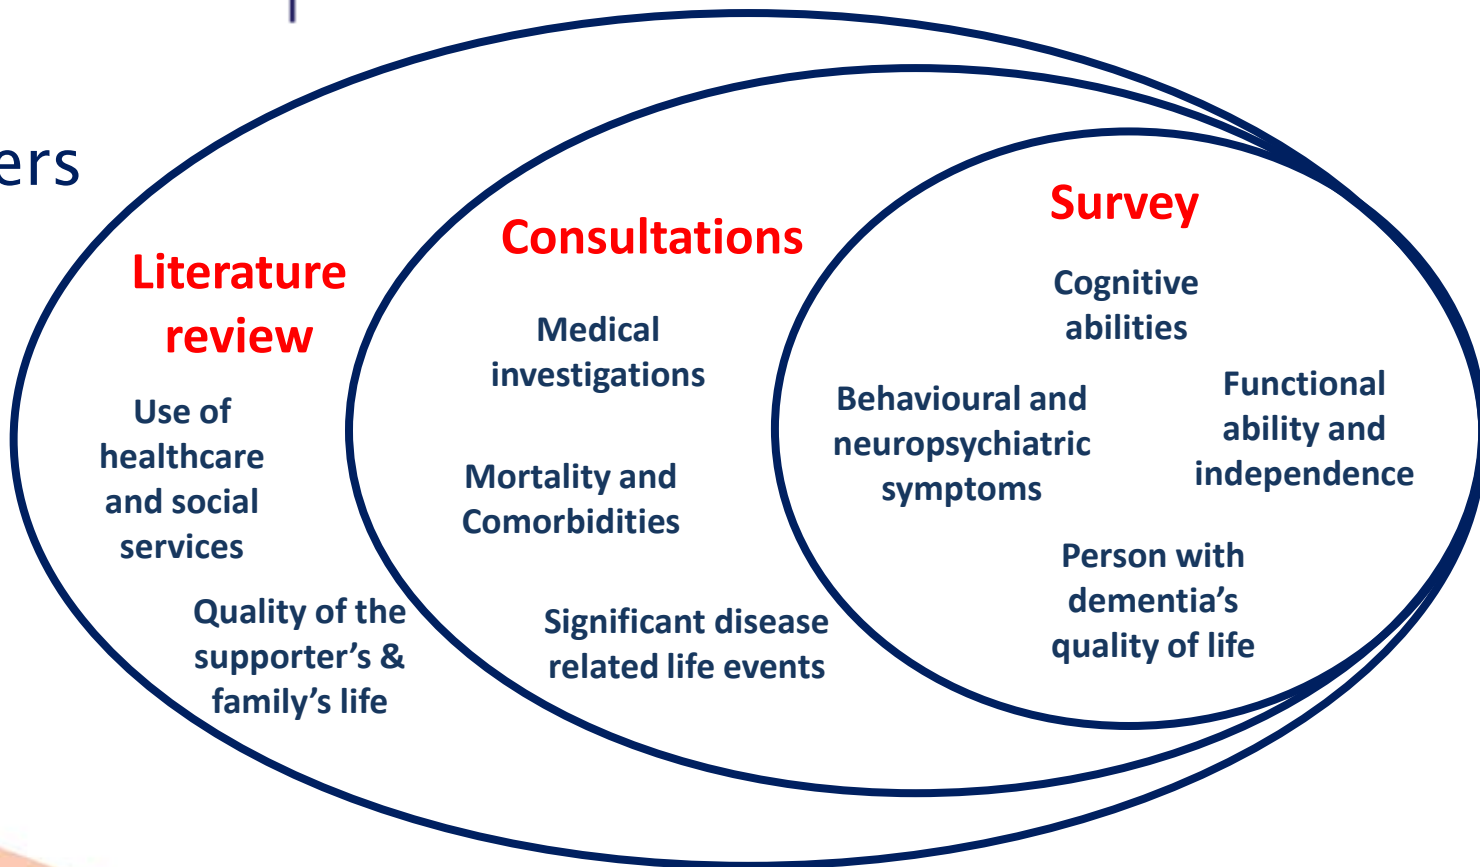 ers
Literature
review
Use of
healthcare
and social
services
Quality of the
supporter's &
family's life
Consultations
Medical
investigations
Mortality and
Comorbidities
Significant disease
related life events
Survey
Cognitive
abilities
Behavioural and
neuropsychiatric
symptoms
Functional
ability and
independence
Person with
dementia's
quality of life